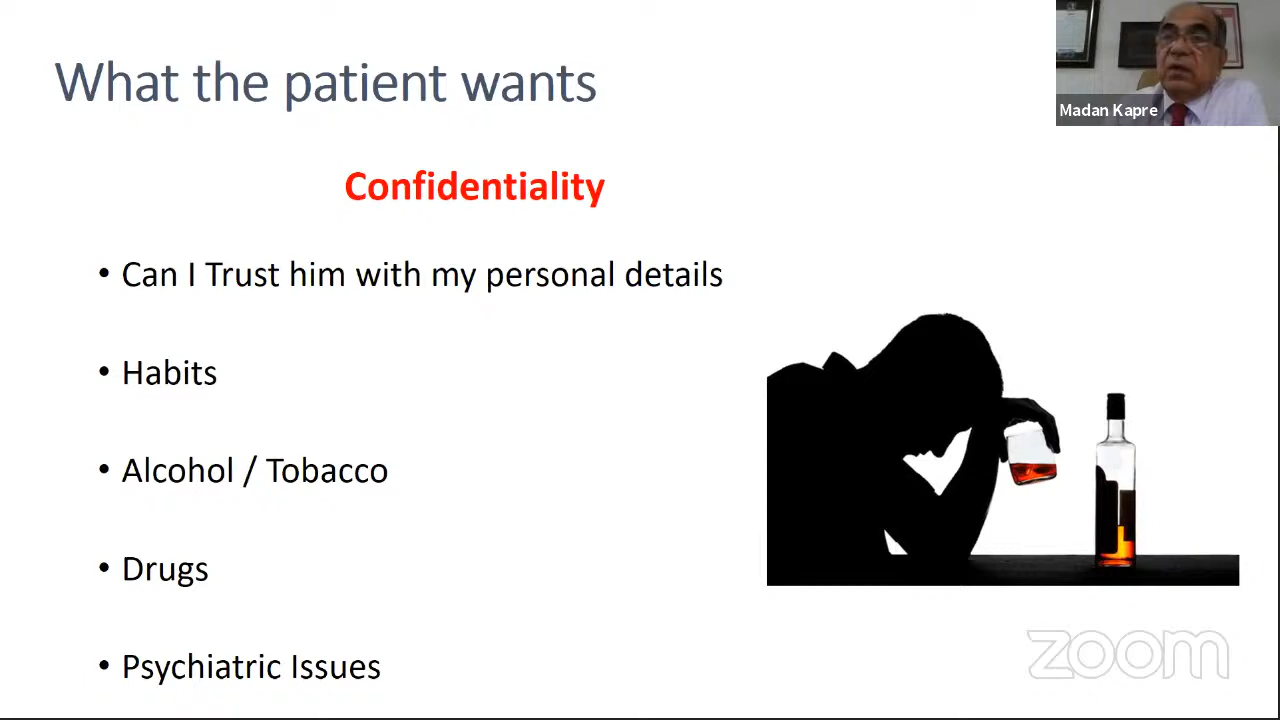 What the patient wants
Madan Kapre
Confidentiality
• Can I Trust him with my personal details
• Habits
• Alcohol / Tobacco
• Drugs
• Psychiatric Issues
zoom